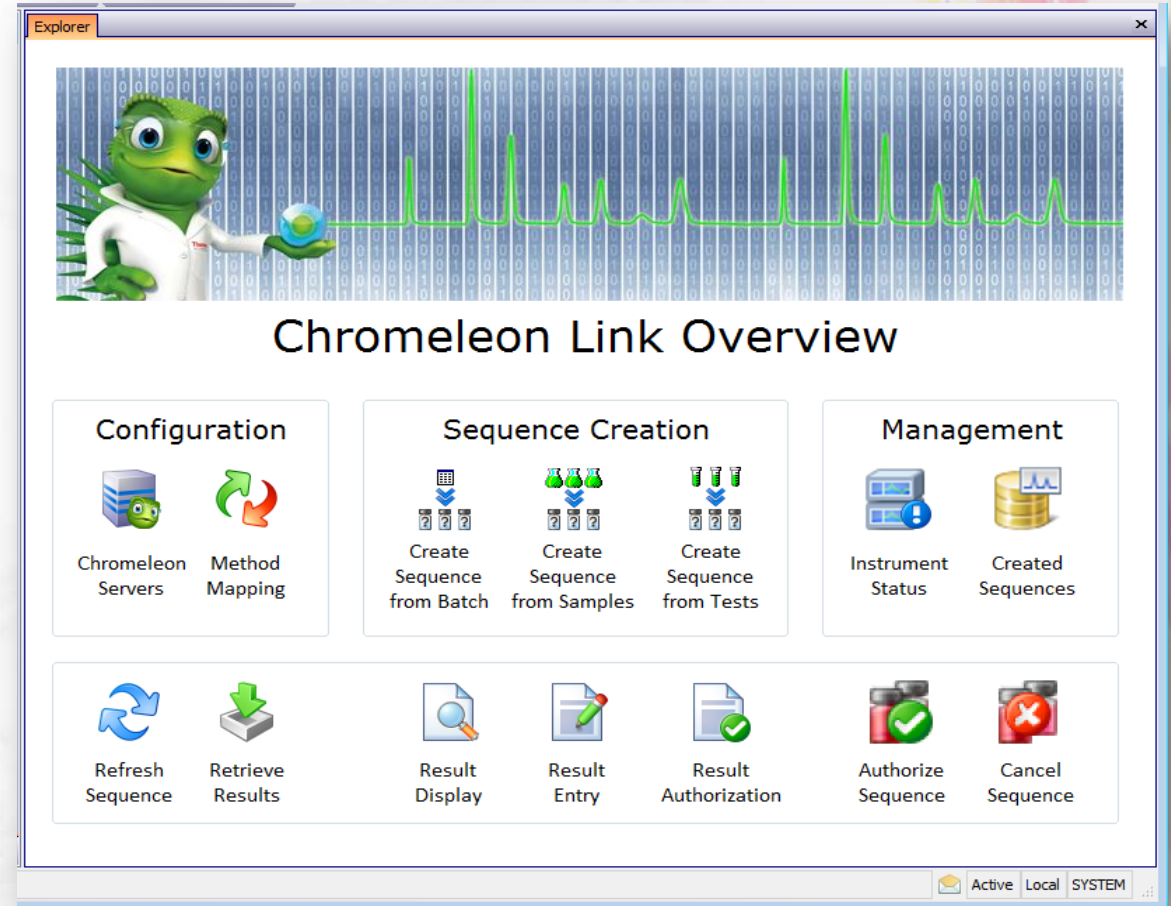 Explorer
Chromeleon Link Overview
Configuration
Sequence Creation
Management
Chromeleon
Servers
Method
Mapping
Create
Sequence
from Batch
Create
Sequence
from Samples
Create
Sequence
from Tests
Instrument
Status
Created
Sequences
Refresh
Sequence
Retrieve
Results
Result
Display
Result
Entry
Result
Authorization
Authorize
Sequence
Cancel
Sequence
Active
Local
SYSTEM